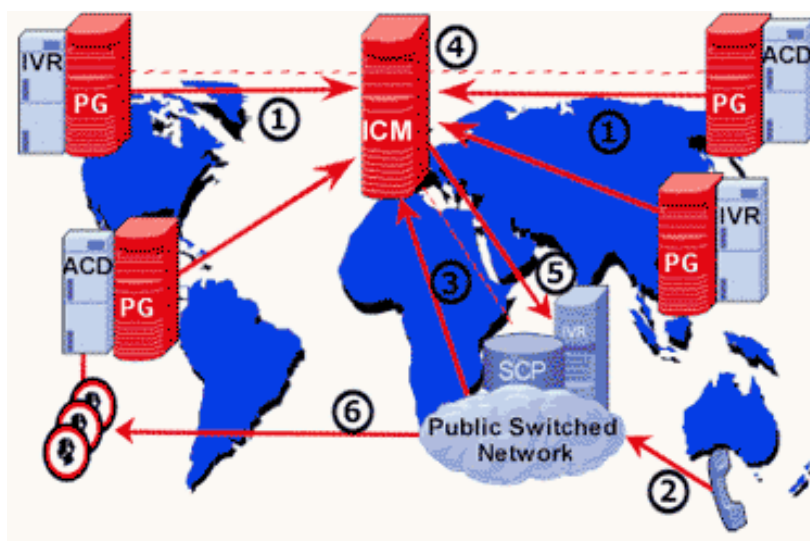 IVR
PG
1
ICM
4
PG
ACD
1
PG
IVR
ACD
PG
3
5
IVR
SCP
Public Switched
Network
6
2